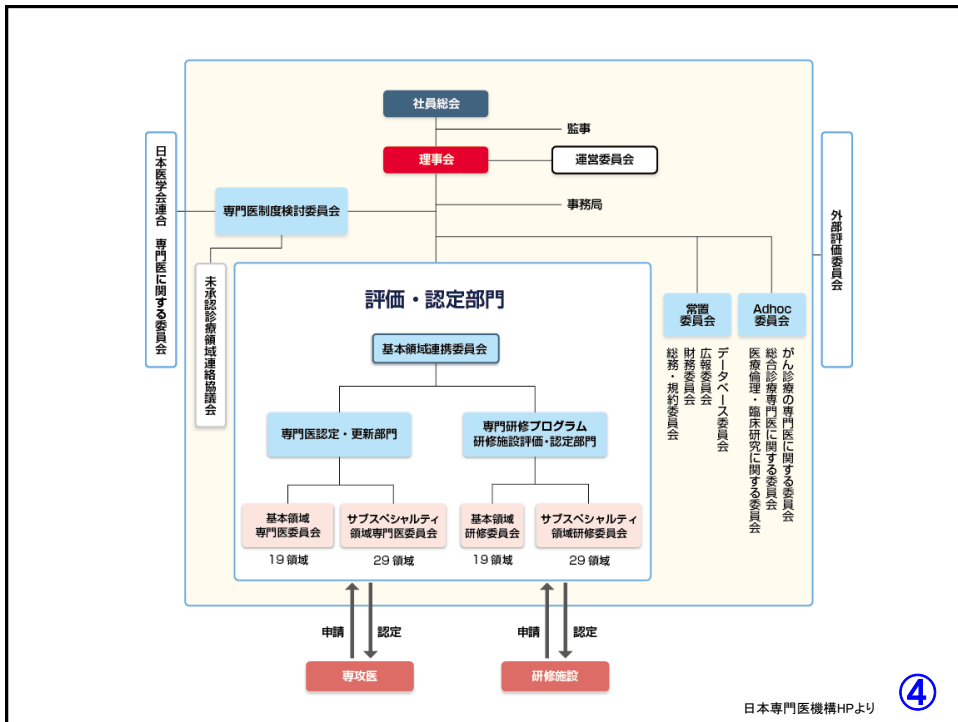 社員総会
監事
理事会
運営委員会
事務局
日本医学会連合 専門医に関する委員会
専門医制度検討委員会
未承認診療領域連絡協議会
外部評価委員会
評価・認定部門
常置
委員会
Adhoc
委員会
データベース委員会
広報委員会
財務委員会
総務・規約委員会
がん診療の専門医に関する委員会
総合診療専門医に関する委員会
医療倫理・臨床研究に関する委員会
基本領域連携委員会
専門医認定・更新部門
専門研修プログラム
研修施設評価・認定部門
基本領域
専門医委員会
サブスペシャルティ
領域専門医委員会
基本領域
研修委員会
サブスペシャルティ
領域研修委員会
19領域
29領域
19領域
29領域
申請
認定
申請
認定
専攻医
研修施設
日本専門医機構HPより
④